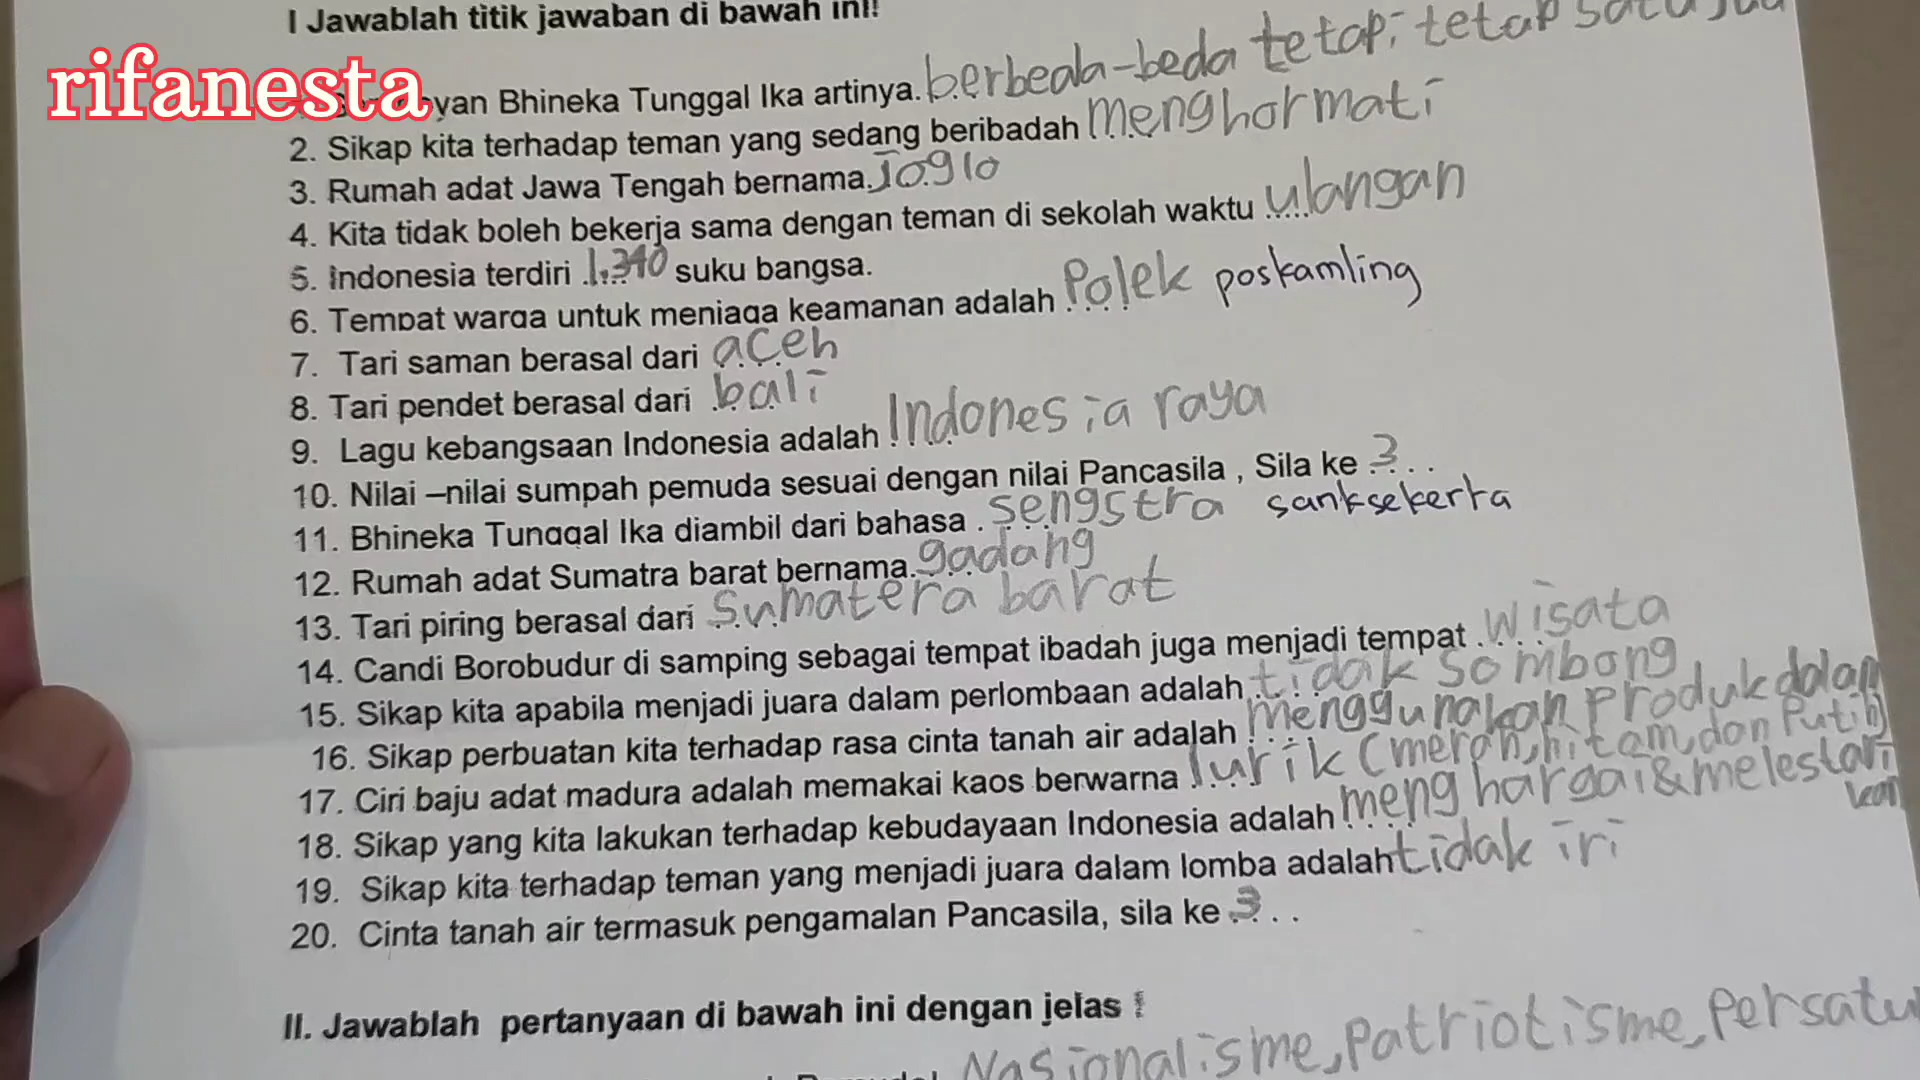 I Jawablah titik jawaban di bawah ini!
rifanesta
yan Bhineka Tunggal Ika artinya. berbeda-beda tetapi tetap satu jua
2. Sikap kita terhadap teman yang sedang beribadah menghormati
3. Rumah adat Jawa Tengah bernama. joglo
4. Kita tidak boleh bekerja sama dengan teman di sekolah waktu ..... ulangan
5. Indonesia terdiri 1.340 suku bangsa.
6. Tempat warga untuk menjaga keamanan adalah .... Polek poskamling
7. Tari saman berasal dari aceh
8. Tari pendet berasal dari bali
9. Lagu kebangsaan Indonesia adalah .... Indonesia raya
10. Nilai –nilai sumpah pemuda sesuai dengan nilai Pancasila , Sila ke 3 . . .
11. Bhineka Tunggal Ika diambil dari bahasa . sengstra sanksekerta
12. Rumah adat Sumatra barat bernama. gadang
13. Tari piring berasal dari sumatera barat
14. Candi Borobudur di samping sebagai tempat ibadah juga menjadi tempat . wisata
15. Sikap kita apabila menjadi juara dalam perlombaan adalah tidak sombong
16. Sikap perbuatan kita terhadap rasa cinta tanah air adalah menggunakan produk dalam
17. Ciri baju adat madura adalah memakai kaos berwarna lurik (merah, hitam, dan putih)
18. Sikap yang kita lakukan terhadap kebudayaan Indonesia adalah menghargai & melestarikan
19. Sikap kita terhadap teman yang menjadi juara dalam lomba adalah tidak iri
20. Cinta tanah air termasuk pengamalan Pancasila, sila ke 3 . . .
II. Jawablah pertanyaan di bawah ini dengan jelas !
Nasionalisme, patriotisme, Persatu